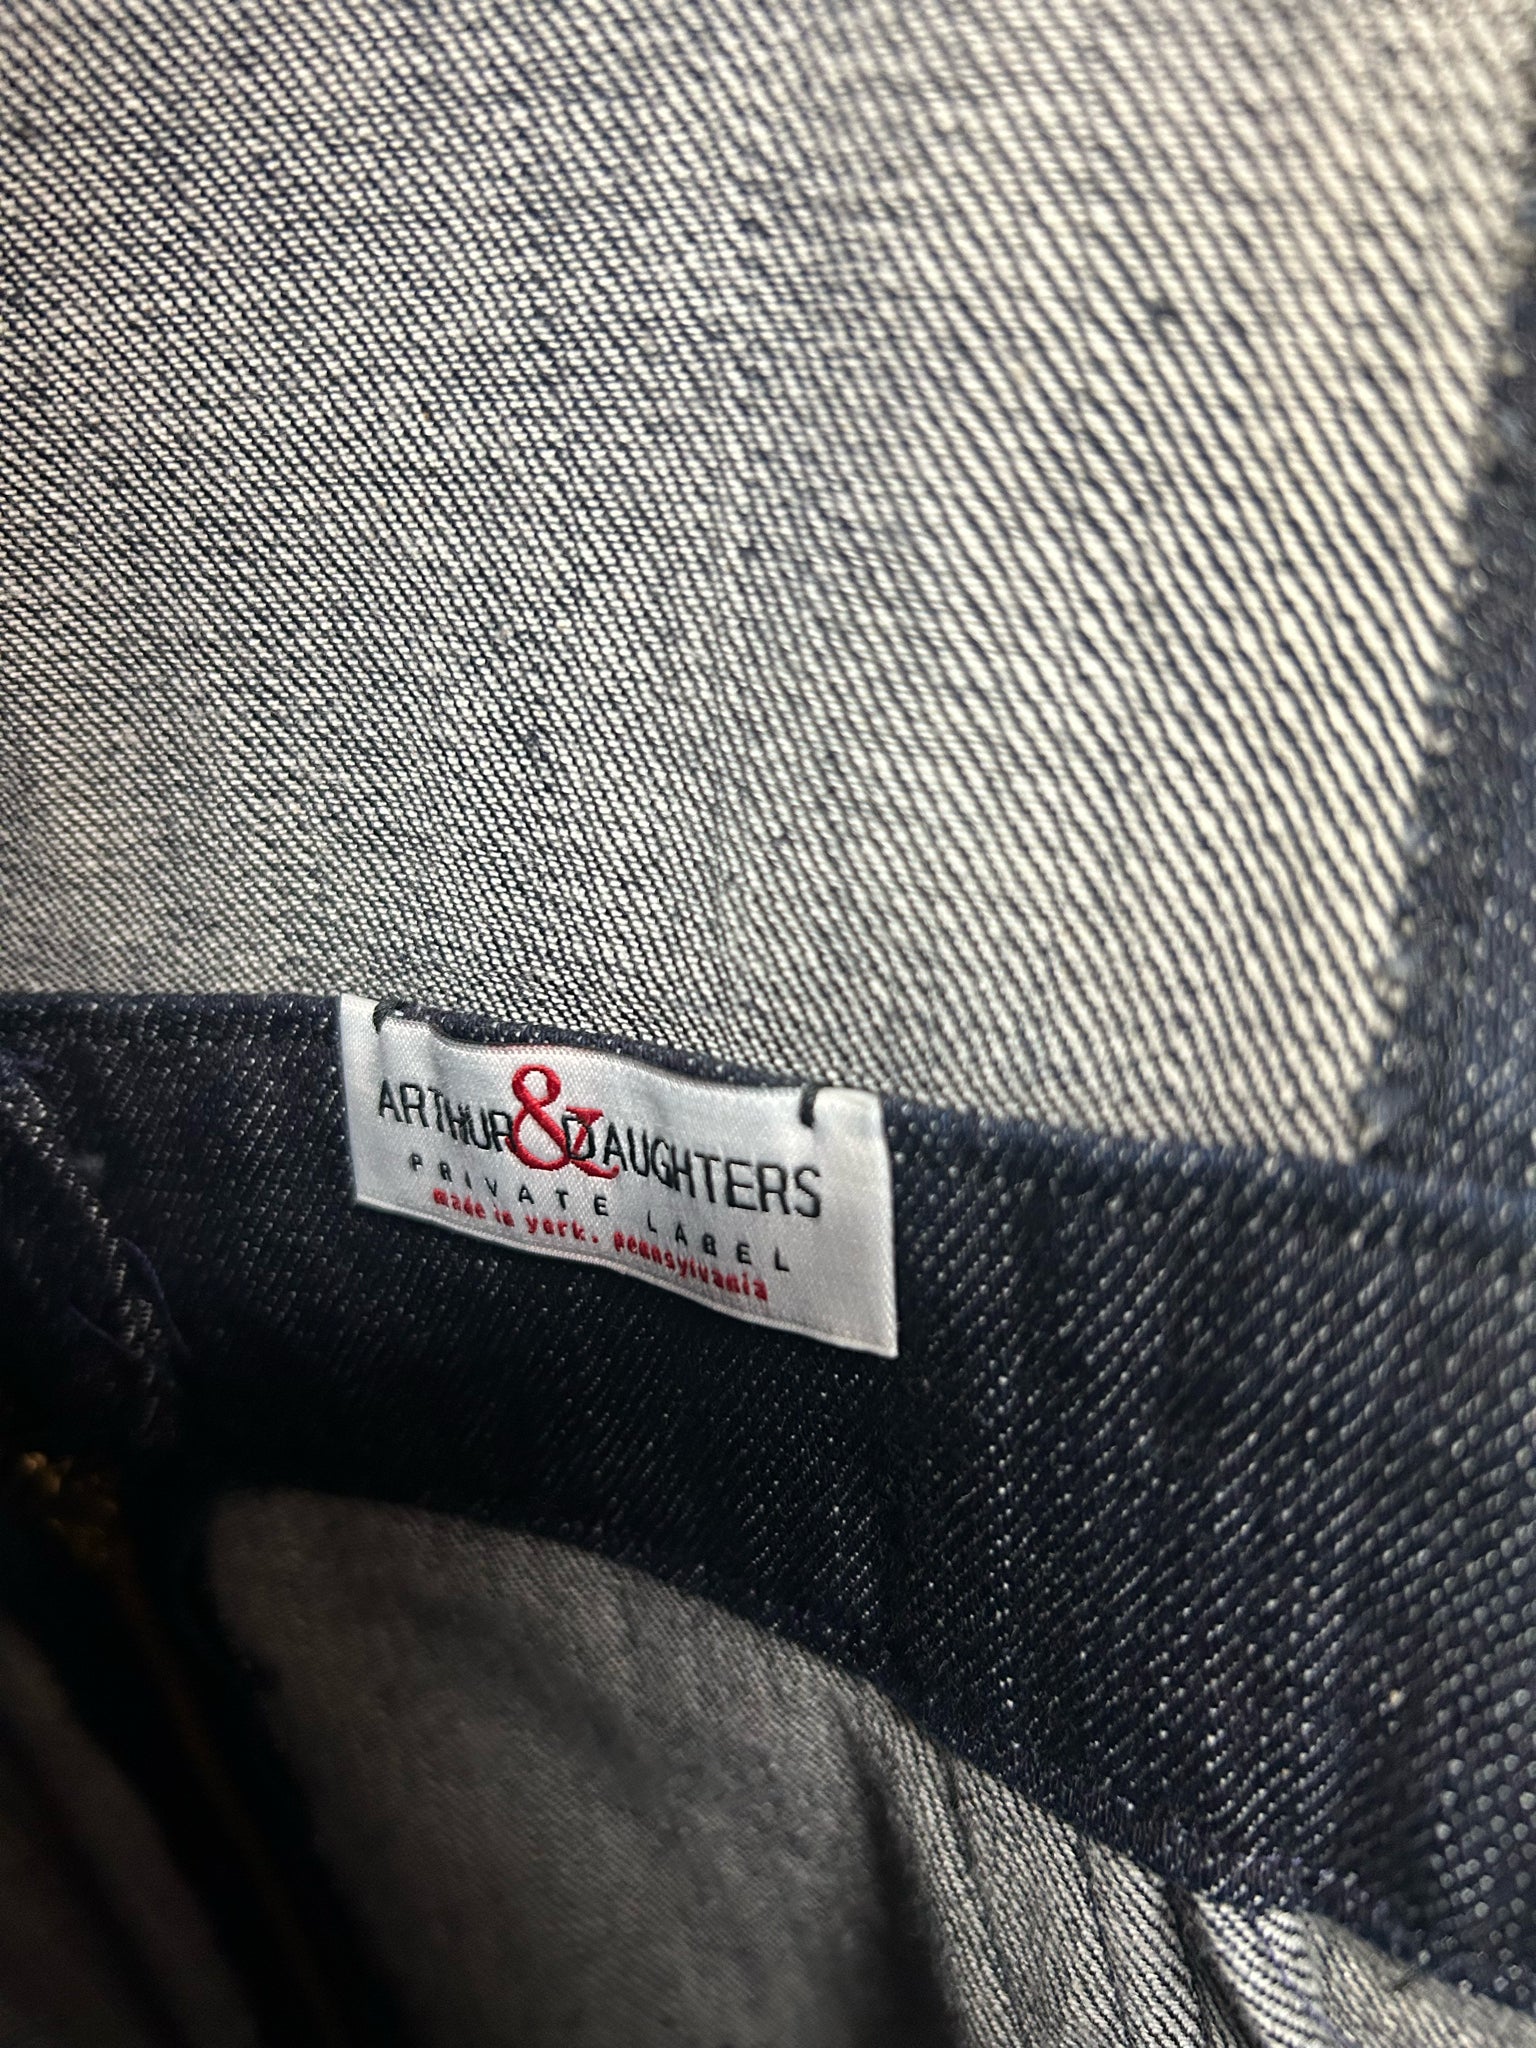 ARTHUR & DAUGHTERS
PRIVATE LABEL
made in york, pennsylvania